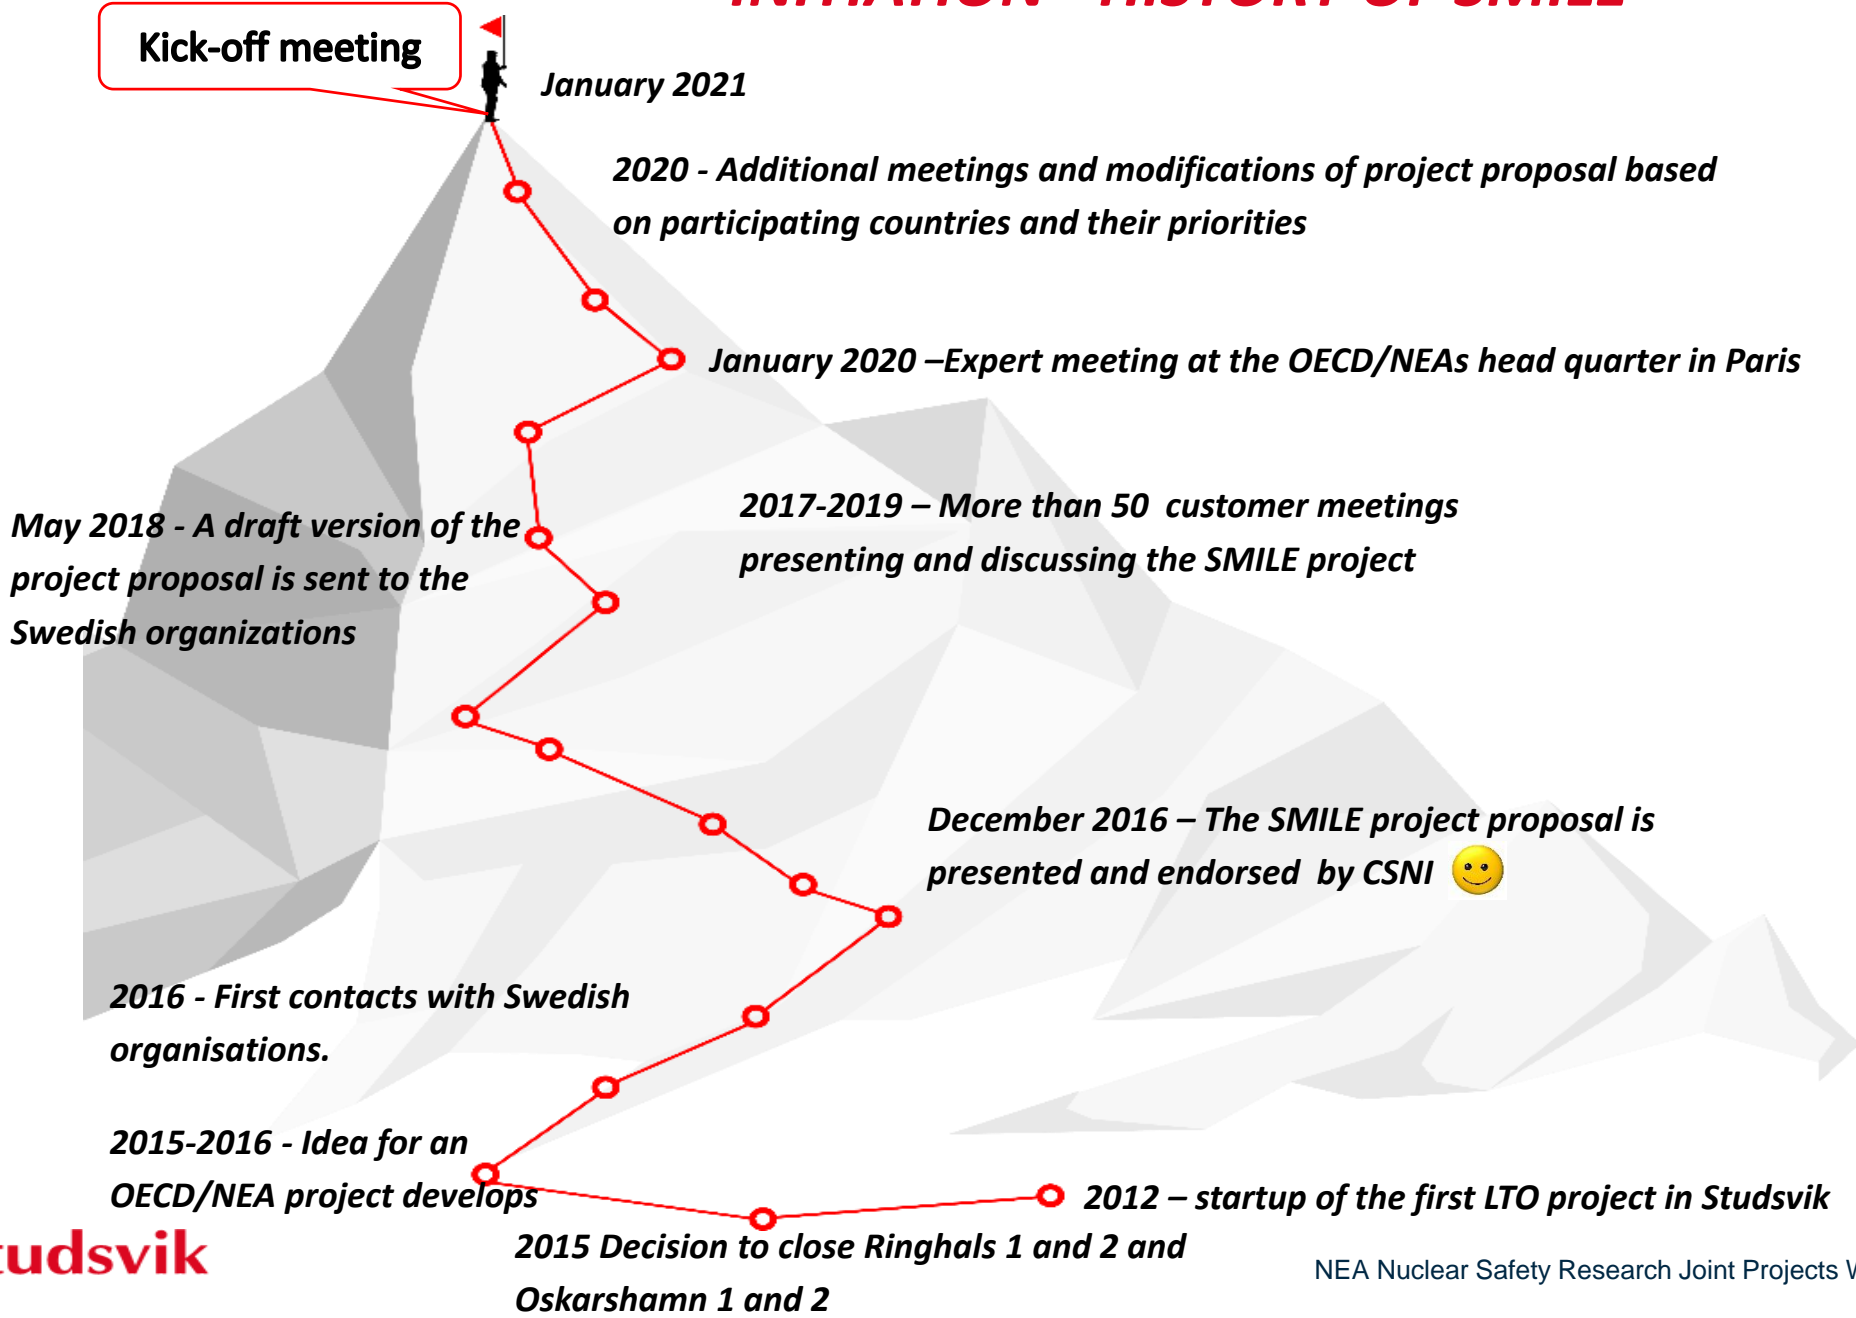 INITIATION - HISTORY OF SMILE
Kick-off meeting
January 2021
2020 - Additional meetings and modifications of project proposal based
on participating countries and their priorities
January 2020 –Expert meeting at the OECD/NEAs head quarter in Paris
2017-2019 – More than 50 customer meetings
presenting and discussing the SMILE project
May 2018 - A draft version of the
project proposal is sent to the
Swedish organizations
December 2016 – The SMILE project proposal is
presented and endorsed by CSNI
2016 - First contacts with Swedish
organisations.
2015-2016 - Idea for an
OECD/NEA project develops
2012 – startup of the first LTO project in Studsvik
2015 Decision to close Ringhals 1 and 2 and
Oskarshamn 1 and 2
udsvik
NEA Nuclear Safety Research Joint Projects